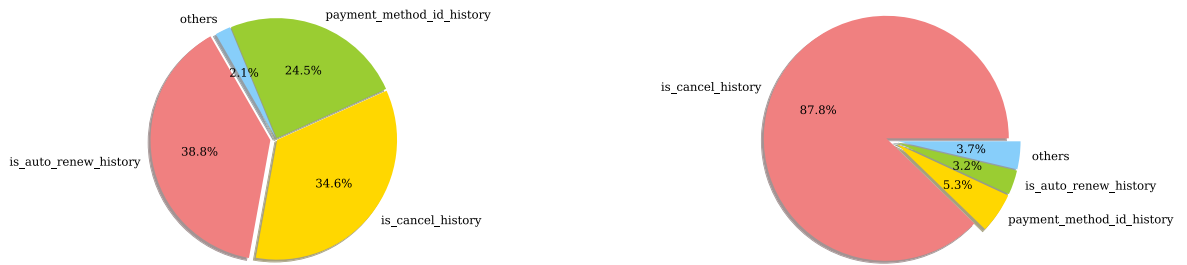 others
payment_method_id_history
2.1%
24.5%
38.8%
is_auto_renew_history
34.6%
is_cancel_history
is_cancel_history
87.8%
3.7%
others
3.2%
is_auto_renew_history
5.3%
payment_method_id_history